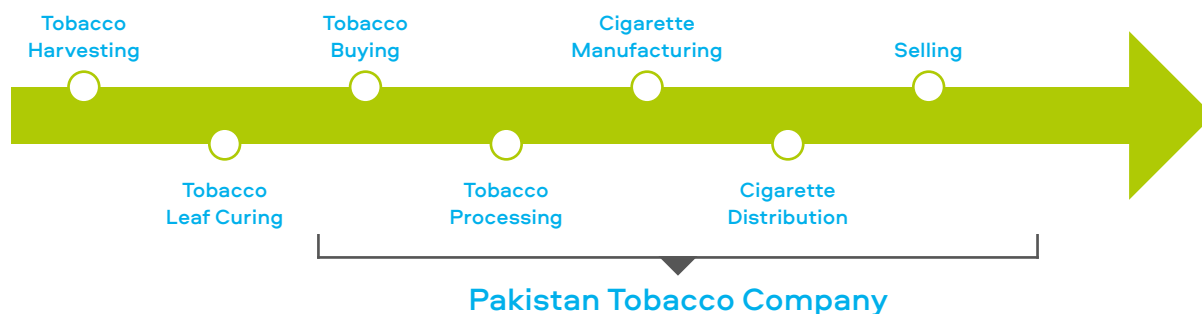 Tobacco
Harvesting
Tobacco
Buying
Cigarette
Manufacturing
Selling
Tobacco
Leaf Curing
Tobacco
Processing
Cigarette
Distribution
Pakistan Tobacco Company